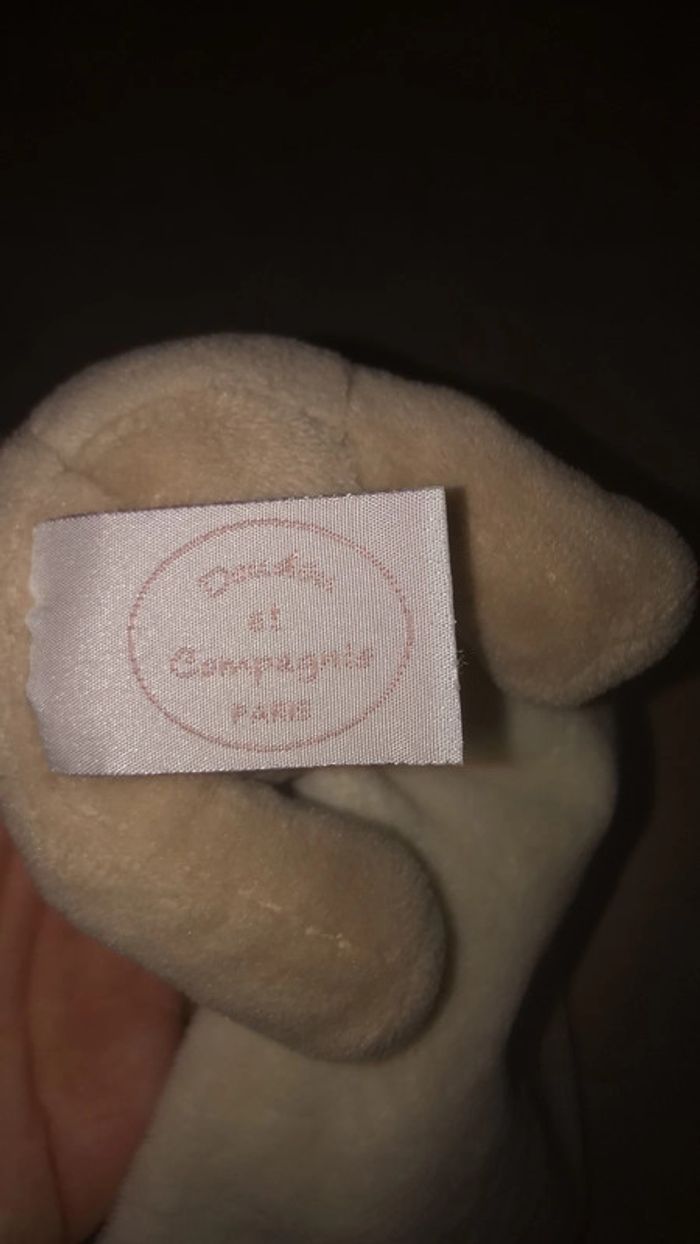 Doudou
et
Compagnie
PARIS